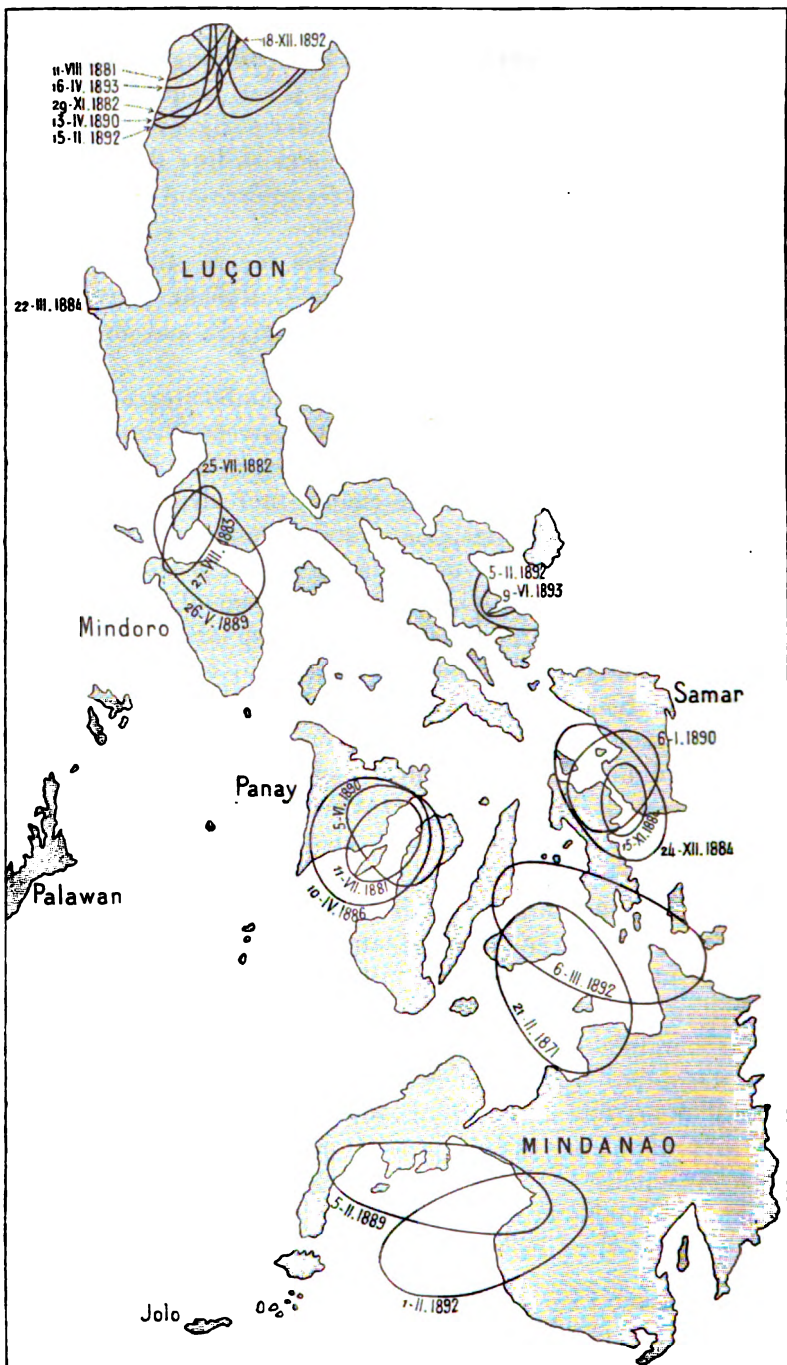 18-XII.1892
11-VIII 1881
16-IV. 1893
29-XI. 1882
13-IV. 1890
15-II. 1892
LUÇON
22-III.1884
25-VII.1882
27-VIII.1883
26-V.1889
5-II.1892
9-VI.1893
Mindoro
Samar
6-I.1890
Panay
5-VI.1890
15-XI.1884
24-XII.1884
11-VII.1881
10-IV.1886
Palawan
6-III.1892
21-II.1871
MINDANAO
5-II.1889
1-II.1892
Jolo